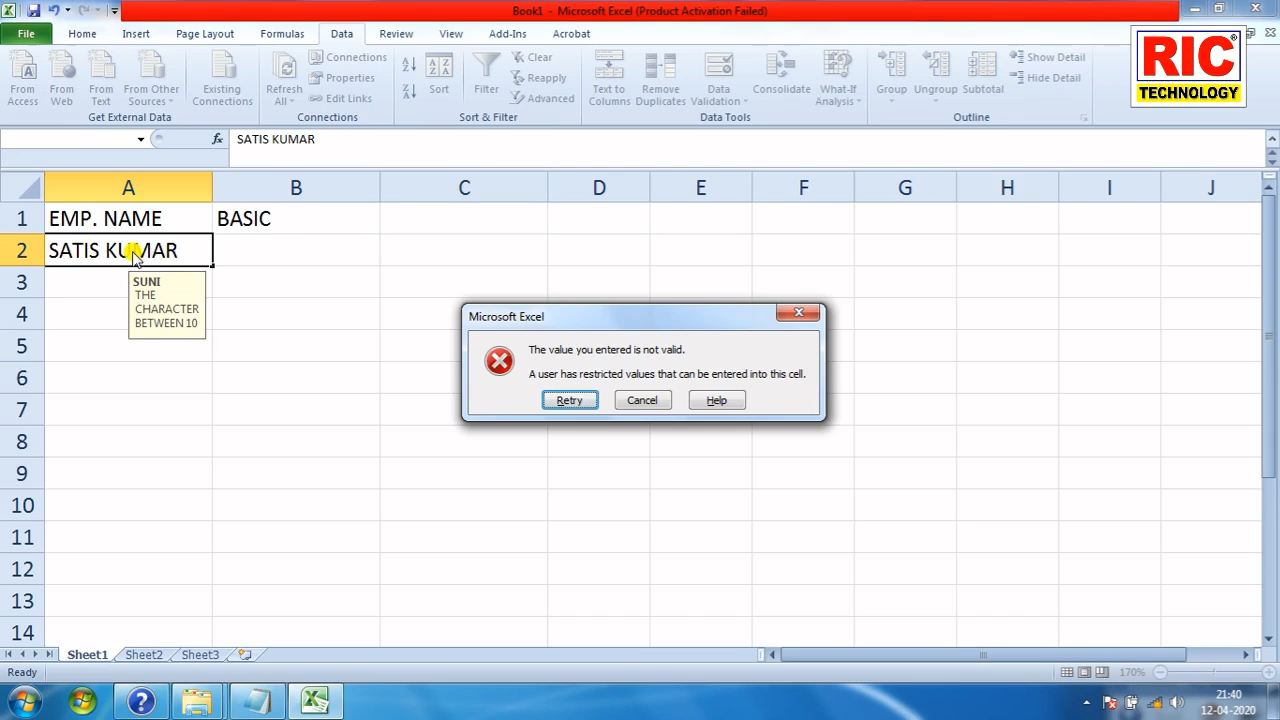 Book1 - Microsoft Excel (Product Activation Failed)
File Home Insert Page Layout Formulas Data Review View Add-Ins Acrobat
From Access
From Web
From Text
From Other Sources
Existing Connections
Get External Data
Refresh All
Connections
Properties
Edit Links
Connections
Sort
Filter
Clear
Reapply
Advanced
Sort & Filter
Text to Columns
Remove Duplicates
Data Validation
Consolidate
What-If Analysis
Data Tools
Group
Ungroup
Subtotal
Show Detail
Hide Detail
Outline
RIC®
TECHNOLOGY
fx SATIS KUMAR
A B C D E F G H I J
1 EMP. NAME BASIC
2 SATIS KUMAR
3
4
5
6
7
8
9
10
11
12
13
14
SUNI
THE
CHARACTER
BETWEEN 10
Microsoft Excel
The value you entered is not valid.
A user has restricted values that can be entered into this cell.
Retry Cancel Help
Sheet1 Sheet2 Sheet3
Ready 170%
21:40
12-04-2020